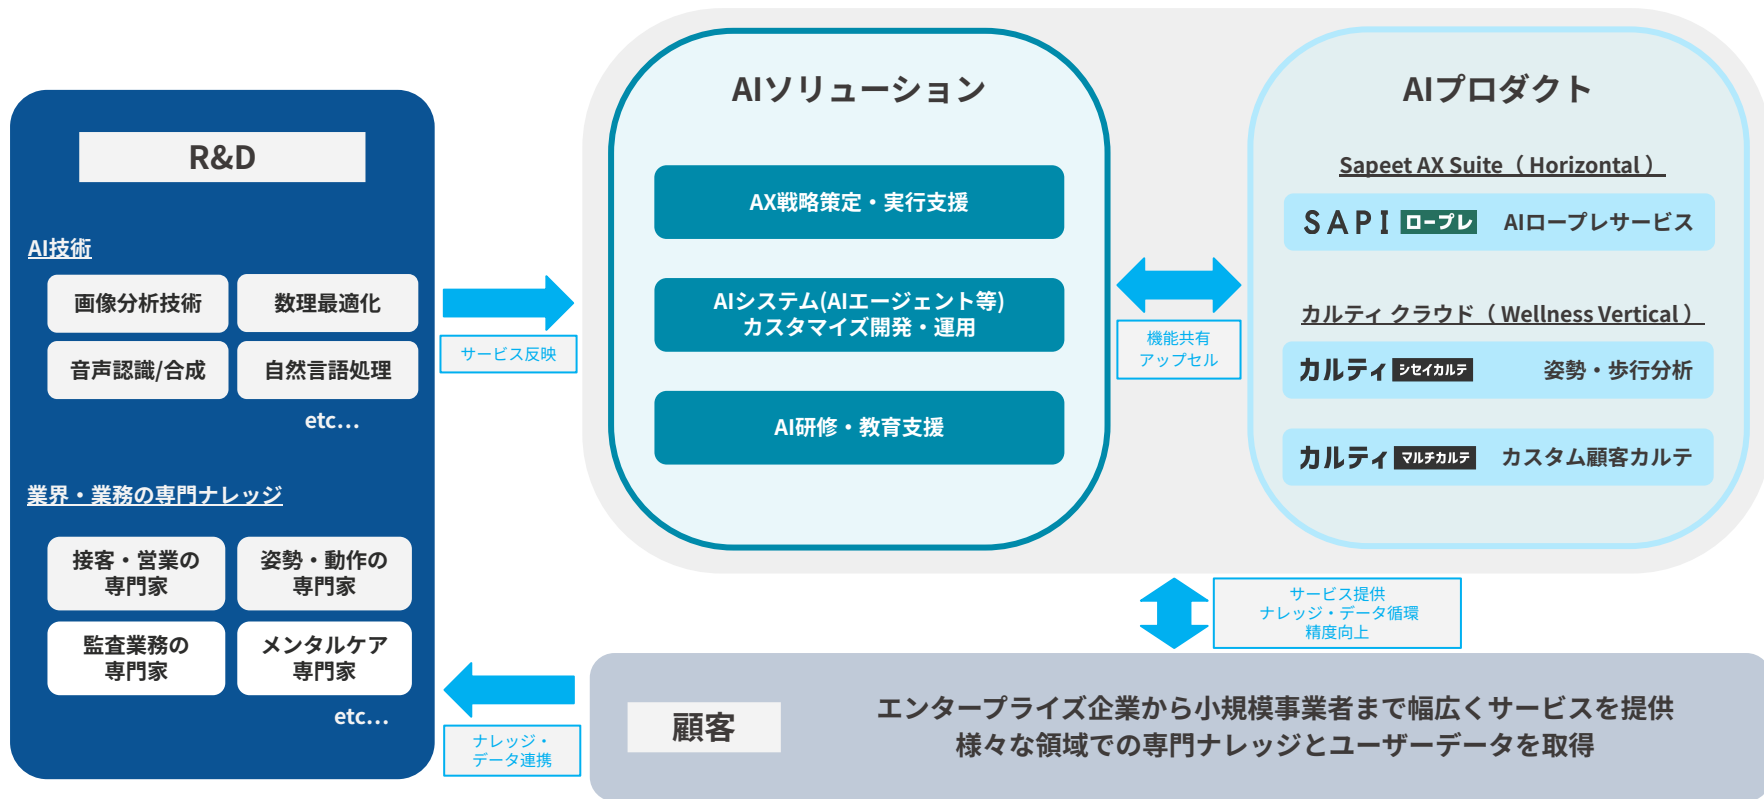 R&D
AI技術
画像分析技術
数理最適化
音声認識/合成
自然言語処理
etc...
業界・業務の専門ナレッジ
接客・営業の
専門家
姿勢・動作の
専門家
監査業務の
専門家
メンタルケア
専門家
etc...
サービス反映
AIソリューション
AX戦略策定・実行支援
AIシステム(AIエージェント等)
カスタマイズ開発・運用
AI研修・教育支援
機能共有
アップセル
AIプロダクト
Sapeet AX Suite（ Horizontal ）
SAPI ロープレ AIロープレサービス
カルティ クラウド（ Wellness Vertical ）
カルティ シセイカルテ 姿勢・歩行分析
カルティ マルチカルテ カスタム顧客カルテ
サービス提供
ナレッジ・データ循環
精度向上
ナレッジ・
データ連携
顧客
エンタープライズ企業から小規模事業者まで幅広くサービスを提供
様々な領域での専門ナレッジとユーザーデータを取得